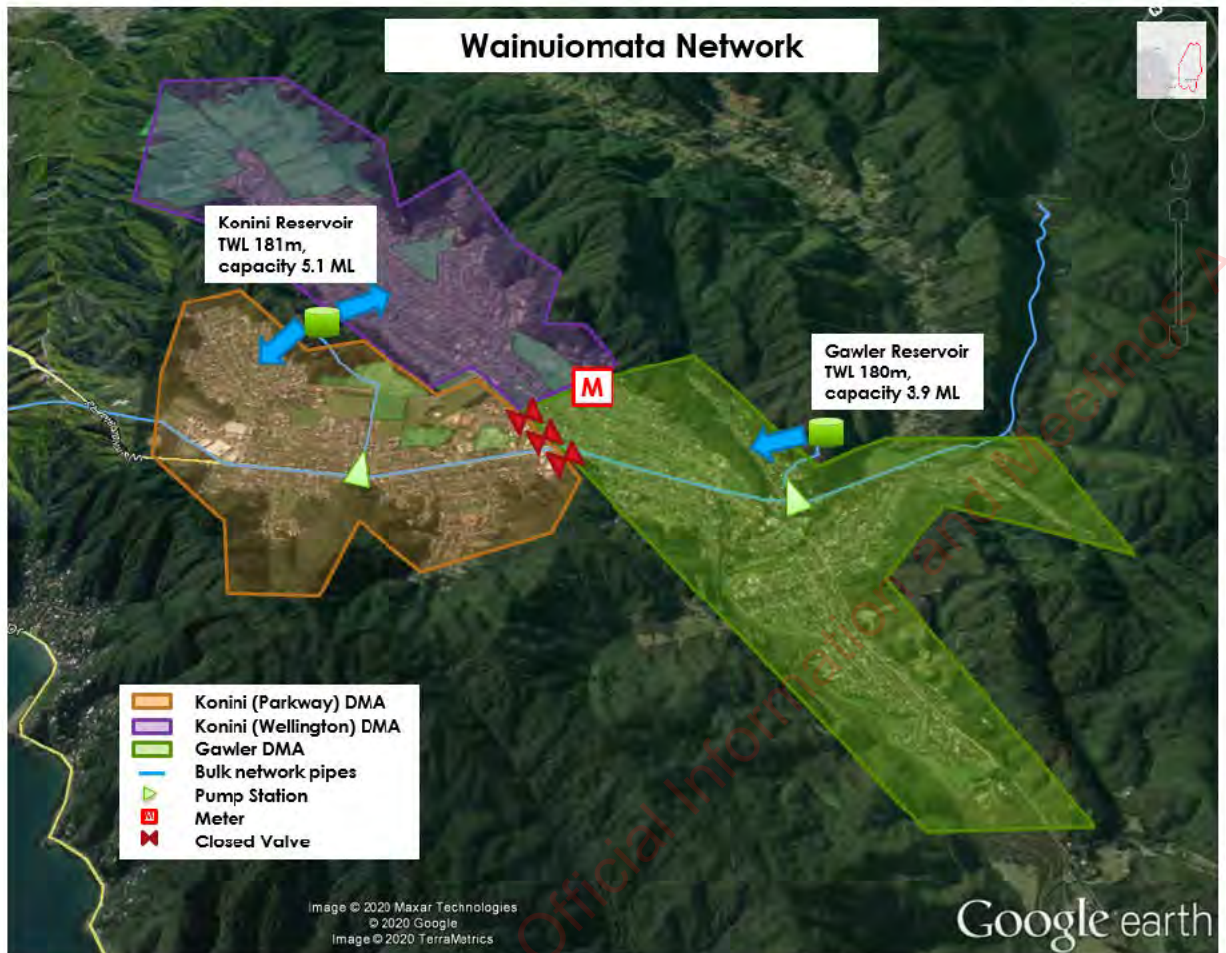 Wainuiomata Network
Konini Reservoir
TWL 181m,
capacity 5.1 ML
M
Gawler Reservoir
TWL 180m,
capacity 3.9 ML
Konini (Parkway) DMA
Konini (Wellington) DMA
Gawler DMA
Bulk network pipes
Pump Station
M
Meter
Closed Valve
Image © 2020 Maxar Technologies
© 2020 Google
Image © 2020 TerraMetrics
Google earth
Official Information and Meetings A